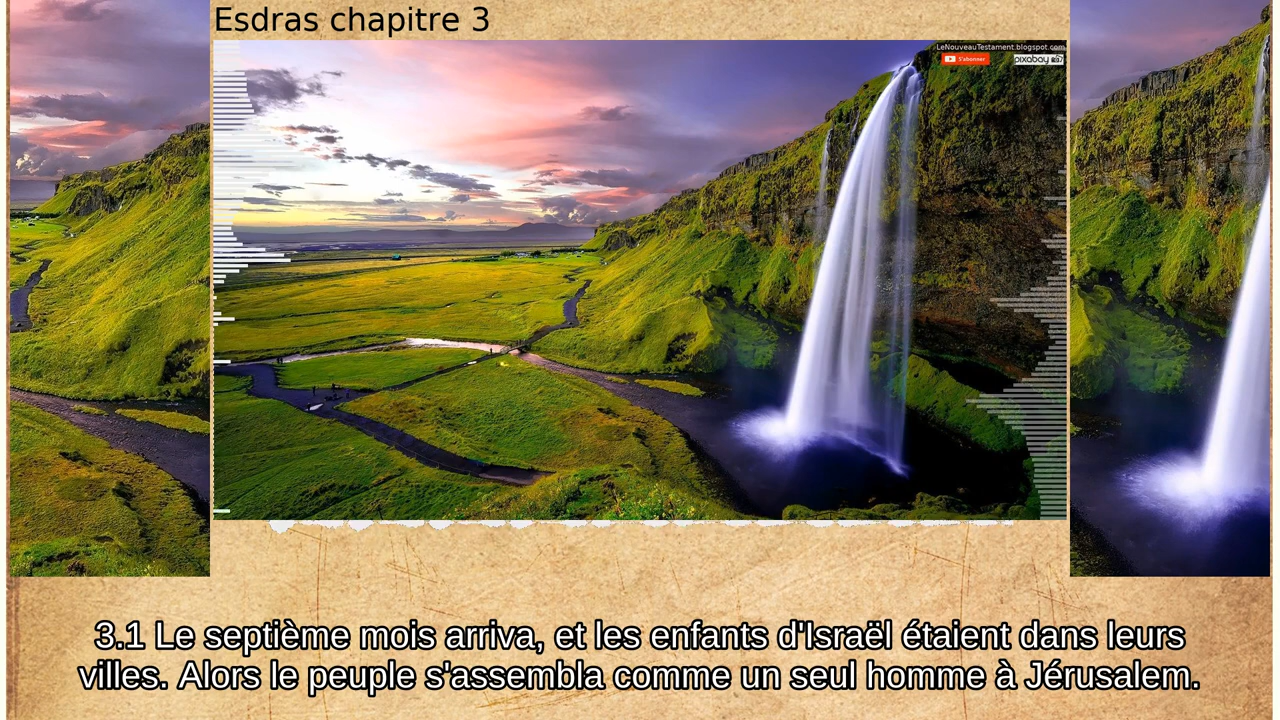 Esdras chapitre 3
LeNouveauTestament.blogspot.com
S'abonner
pixabay
3.1 Le septième mois arriva, et les enfants d'Israël étaient dans leurs
villes. Alors le peuple s'assembla comme un seul homme à Jérusalem.